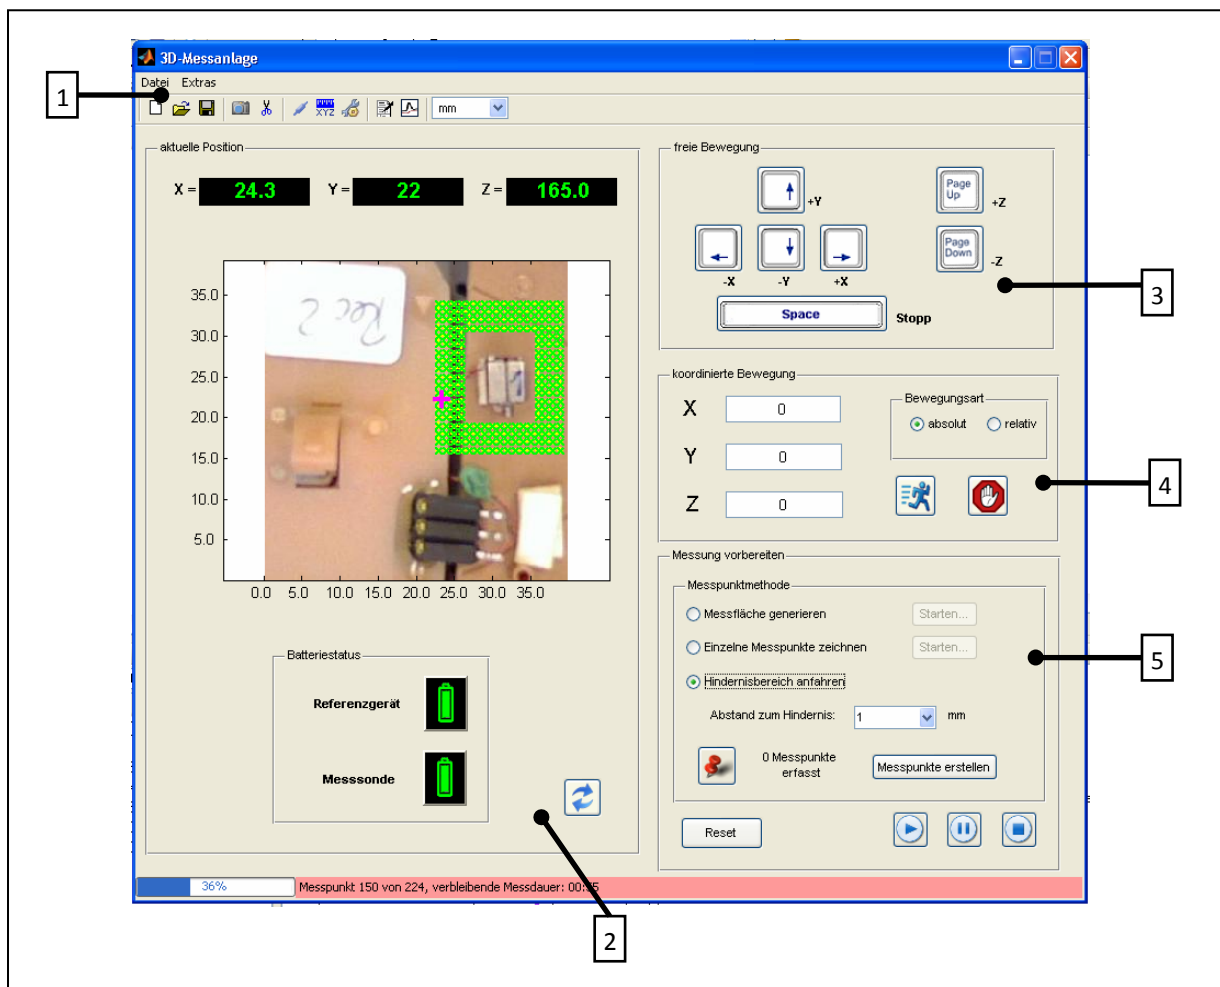 3D-Messanlage
Datei Extras
1
XYZ
mm
aktuelle Position
X = 24.3 Y = 22 Z = 165.0
35.0
30.0
25.0
20.0
15.0
10.0
5.0
0.0 5.0 10.0 15.0 20.0 25.0 30.0 35.0
Rec 2
Batteriestatus
Referenzgerät
Messsonde
2
freie Bewegung
+Y
Page Up
+Z
Page Down
-Z
-X -Y +X
Space
Stopp
3
koordinierte Bewegung
X 0
Y 0
Z 0
Bewegungsart
absolut relativ
4
Messung vorbereiten
Messpunktmethode
Messfläche generieren Starten...
Einzelne Messpunkte zeichnen Starten...
Hindernisbereich anfahren
Abstand zum Hindernis: 1 mm
0 Messpunkte
erfasst
Messpunkte erstellen
5
Reset
36% Messpunkt 150 von 224, verbleibende Messdauer: